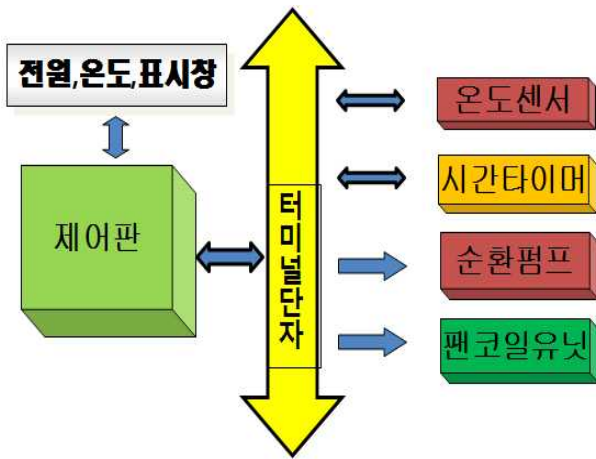 전원,온도,표시창
제어판
터미널단자
온도센서
시간타이머
순환펌프
팬코일유닛